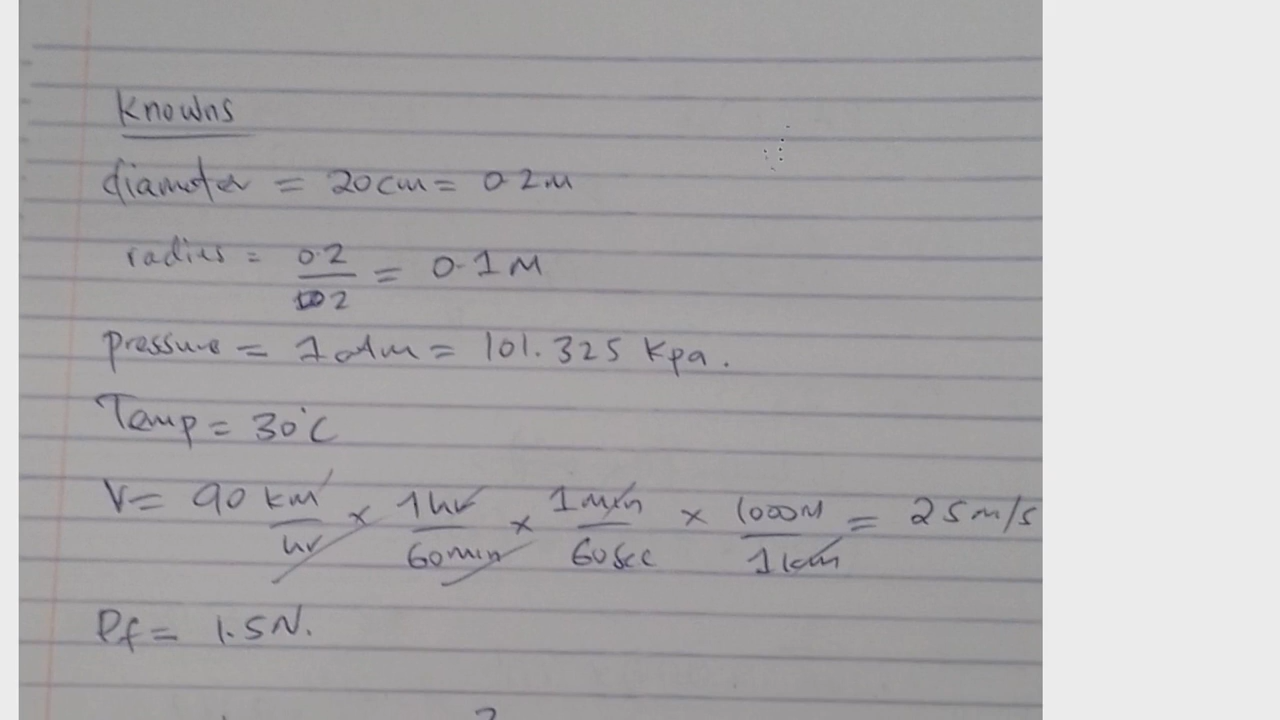 Knowns
diameter = 20cm = 0.2M
radius = 0.2/2 = 0.1M
pressure = 1 atm = 101.325 Kpa.
Temp = 30°C
V = 90 km/hr × 1hr/60min × 1min/60sec × 1000M/1km = 25m/s
Df = 1.5N.